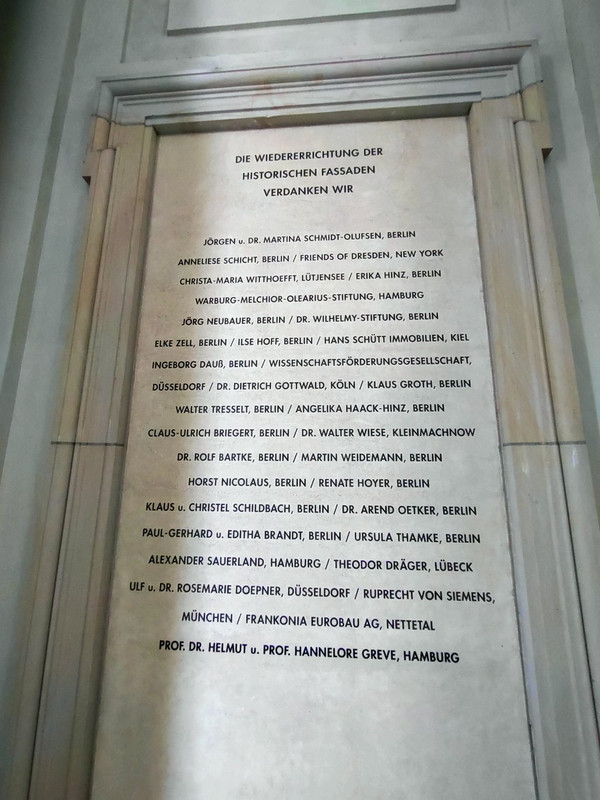 DIE WIEDERERRICHTUNG DER
HISTORISCHEN FASSADEN
VERDANKEN WIR
JÖRGEN u. DR. MARTINA SCHMIDT-OLUFSEN, BERLIN
ANNELIESE SCHICHT, BERLIN / FRIENDS OF DRESDEN, NEW YORK
CHRISTA-MARIA WITTHOEFFT, LÜTJENSEE / ERIKA HINZ, BERLIN
WARBURG-MELCHIOR-OLEARIUS-STIFTUNG, HAMBURG
JÖRG NEUBAUER, BERLIN / DR. WILHELMY-STIFTUNG, BERLIN
ELKE ZELL, BERLIN / ILSE HOFF, BERLIN / HANS SCHÜTT IMMOBILIEN, KIEL
INGEBORG DAUß, BERLIN / WISSENSCHAFTSFÖRDERUNGSGESELLSCHAFT,
DÜSSELDORF / DR. DIETRICH GOTTWALD, KÖLN / KLAUS GROTH, BERLIN
WALTER TRESSELT, BERLIN / ANGELIKA HAACK-HINZ, BERLIN
CLAUS-ULRICH BRIEGERT, BERLIN / DR. WALTER WIESE, KLEINMACHNOW
DR. ROLF BARTKE, BERLIN / MARTIN WEIDEMANN, BERLIN
HORST NICOLAUS, BERLIN / RENATE HOYER, BERLIN
KLAUS u. CHRISTEL SCHILDBACH, BERLIN / DR. AREND OETKER, BERLIN
PAUL-GERHARD u. EDITHA BRANDT, BERLIN / URSULA THAMKE, BERLIN
ALEXANDER SAUERLAND, HAMBURG / THEODOR DRÄGER, LÜBECK
ULF u. DR. ROSEMARIE DOEPNER, DÜSSELDORF / RUPRECHT VON SIEMENS,
MÜNCHEN / FRANKONIA EUROBAU AG, NETTETAL
PROF. DR. HELMUT u. PROF. HANNELORE GREVE, HAMBURG